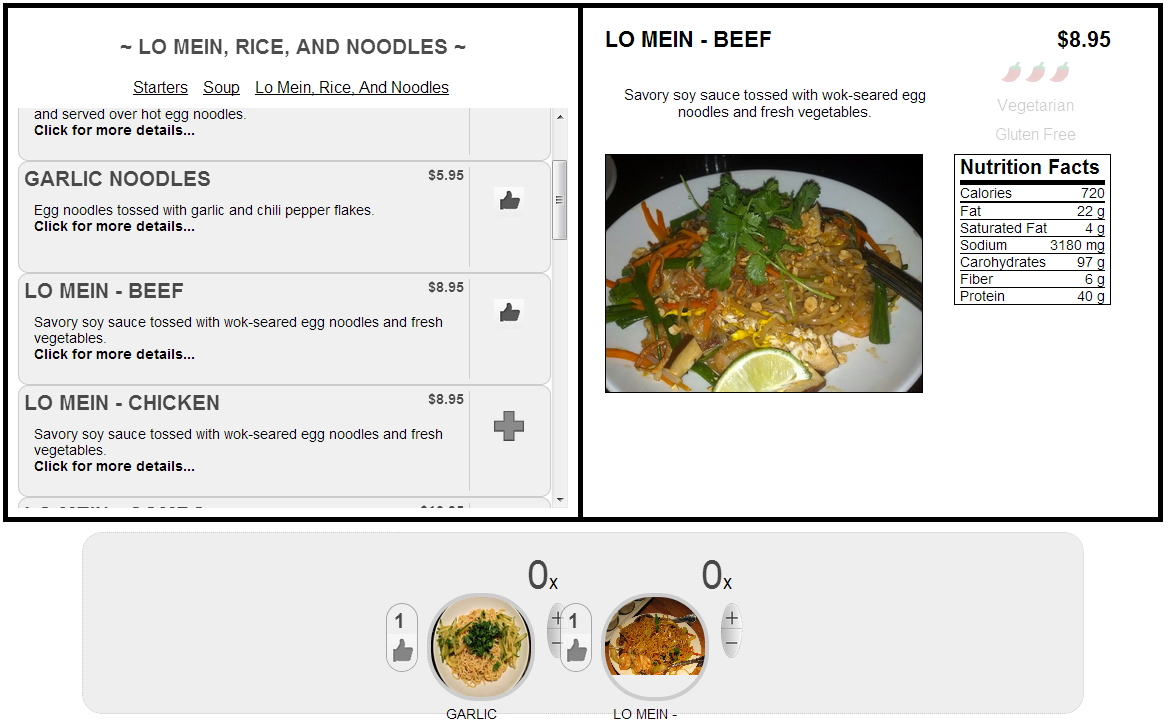 ~ LO MEIN, RICE, AND NOODLES ~
Starters Soup Lo Mein, Rice, And Noodles
and served over hot egg noodles.
Click for more details...
GARLIC NOODLES $5.95
Egg noodles tossed with garlic and chili pepper flakes.
Click for more details...
LO MEIN - BEEF $8.95
Savory soy sauce tossed with wok-seared egg noodles and fresh
vegetables.
Click for more details...
LO MEIN - CHICKEN $8.95
Savory soy sauce tossed with wok-seared egg noodles and fresh
vegetables.
Click for more details...
LO MEIN - BEEF $8.95
Savory soy sauce tossed with wok-seared egg
noodles and fresh vegetables.
Vegetarian
Gluten Free
Nutrition Facts
Calories 720
Fat 22 g
Saturated Fat 4 g
Sodium 3180 mg
Carohydrates 97 g
Fiber 6 g
Protein 40 g
0x 0x
1 + 1 +
− −
GARLIC LO MEIN -